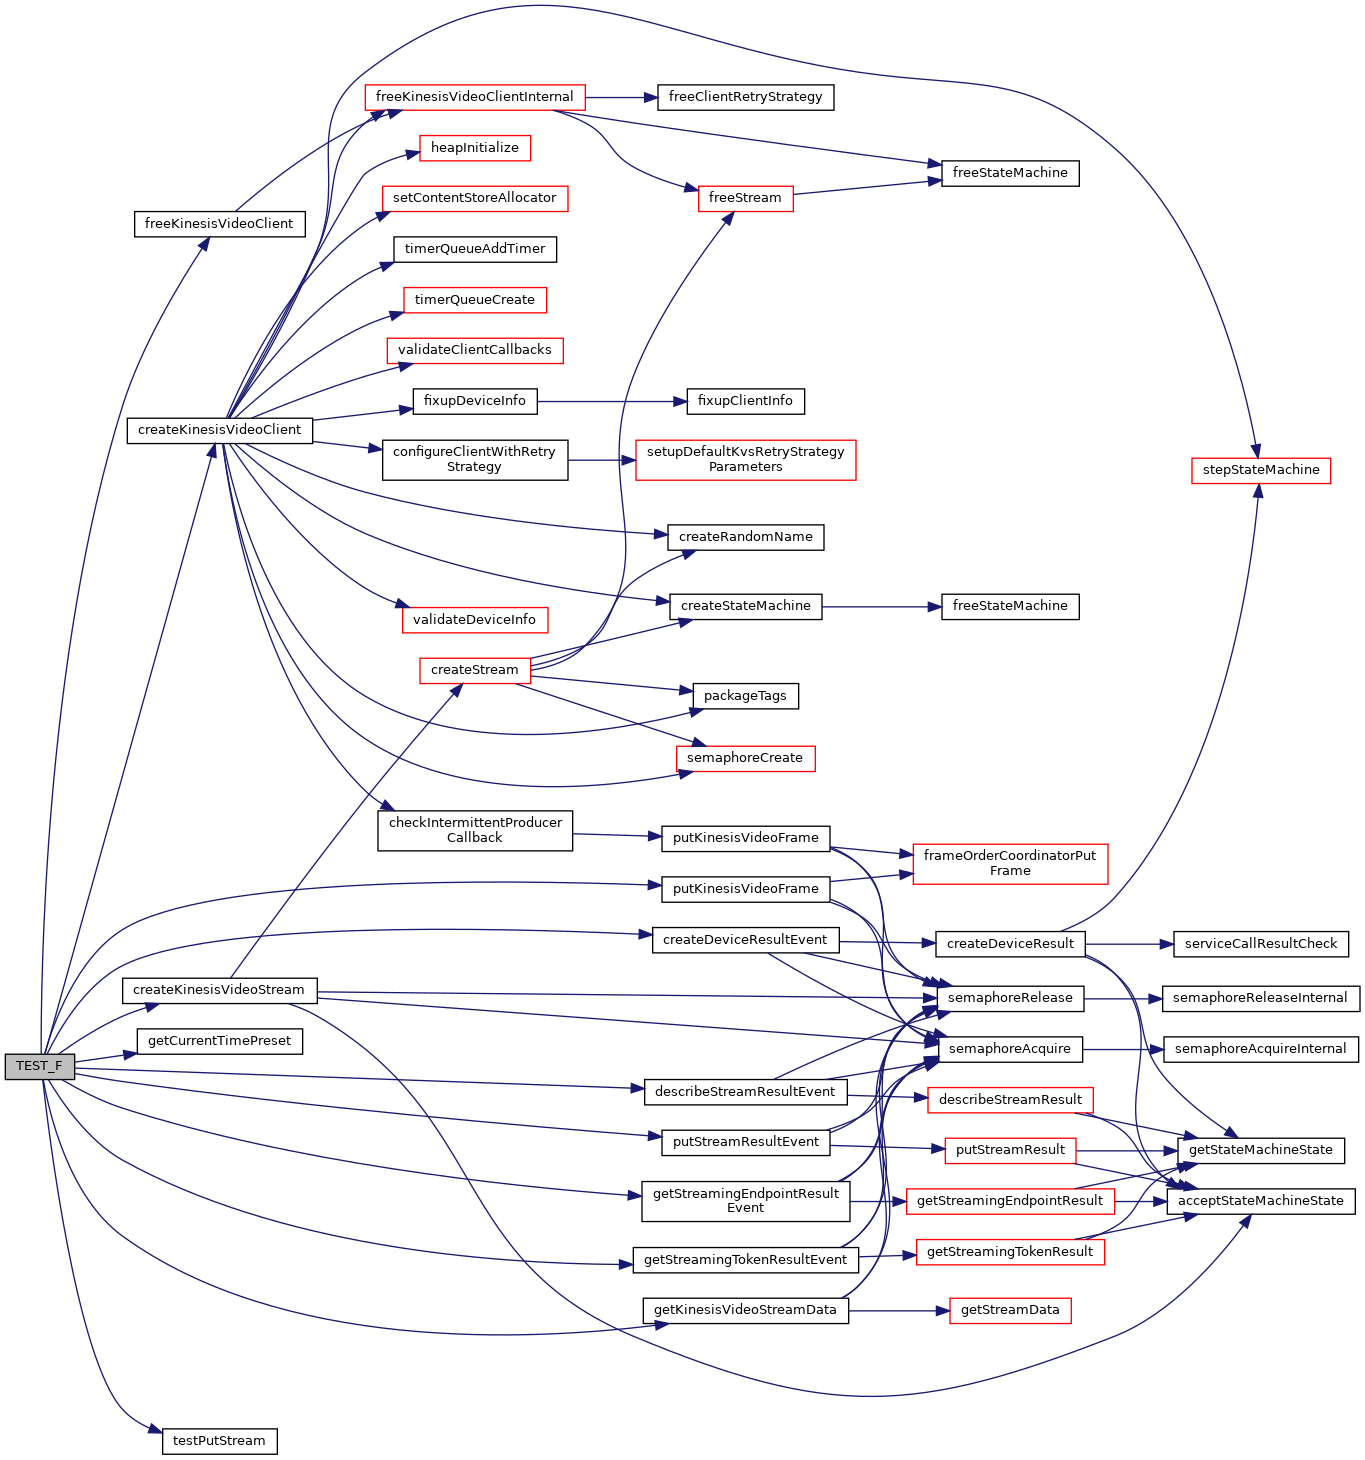 freeKinesisVideoClientInternal
freeClientRetryStrategy
heapInitialize
freeStateMachine
setContentStoreAllocator
freeStream
freeKinesisVideoClient
timerQueueAddTimer
timerQueueCreate
validateClientCallbacks
fixupDeviceInfo
fixupClientInfo
createKinesisVideoClient
configureClientWithRetry
Strategy
setupDefaultKvsRetryStrategy
Parameters
stepStateMachine
createRandomName
createStateMachine
freeStateMachine
validateDeviceInfo
createStream
packageTags
semaphoreCreate
checkIntermittentProducer
Callback
putKinesisVideoFrame
frameOrderCoordinatorPut
Frame
putKinesisVideoFrame
createDeviceResultEvent
createDeviceResult
serviceCallResultCheck
createKinesisVideoStream
semaphoreRelease
semaphoreReleaseInternal
getCurrentTimePreset
semaphoreAcquire
semaphoreAcquireInternal
TEST_F
describeStreamResultEvent
describeStreamResult
putStreamResultEvent
putStreamResult
getStateMachineState
getStreamingEndpointResult
Event
getStreamingEndpointResult
acceptStateMachineState
getStreamingTokenResultEvent
getStreamingTokenResult
getKinesisVideoStreamData
getStreamData
testPutStream